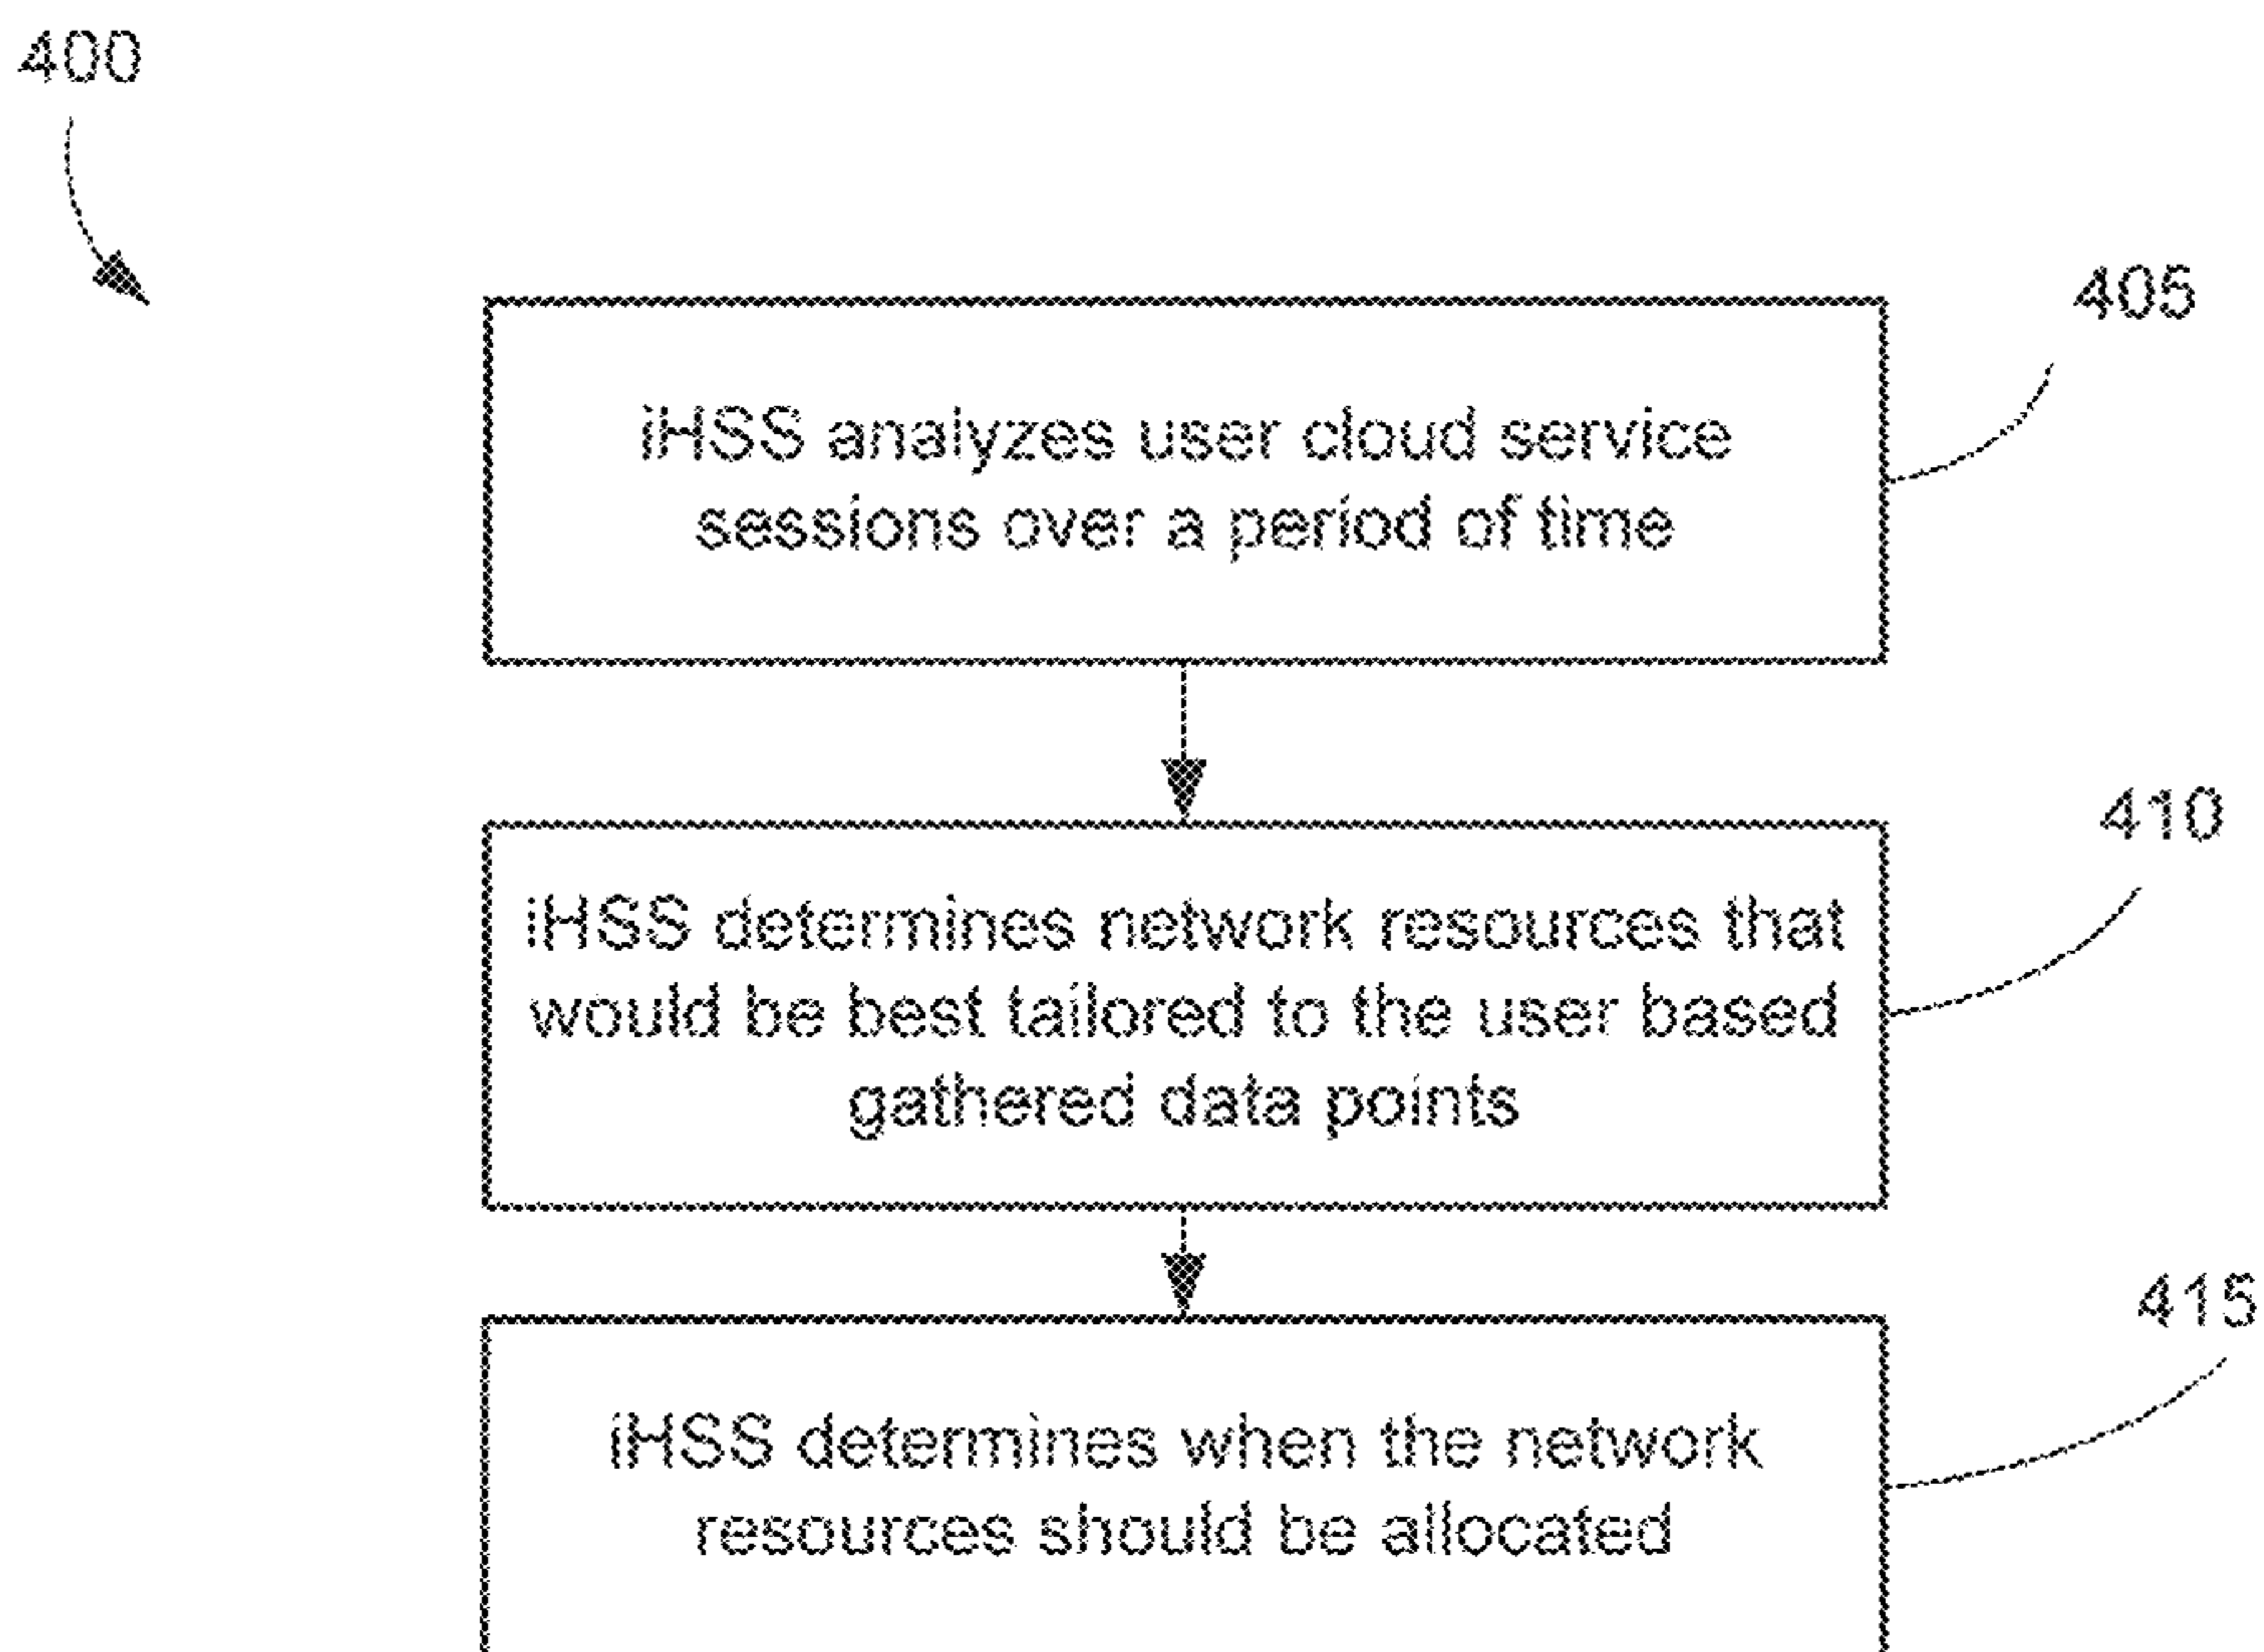 400
405
iHSS analyzes user cloud service
sessions over a period of time
410
iHSS determines network resources that
would be best tailored to the user based
gathered data points
415
iHSS determines when the network
resources should be allocated